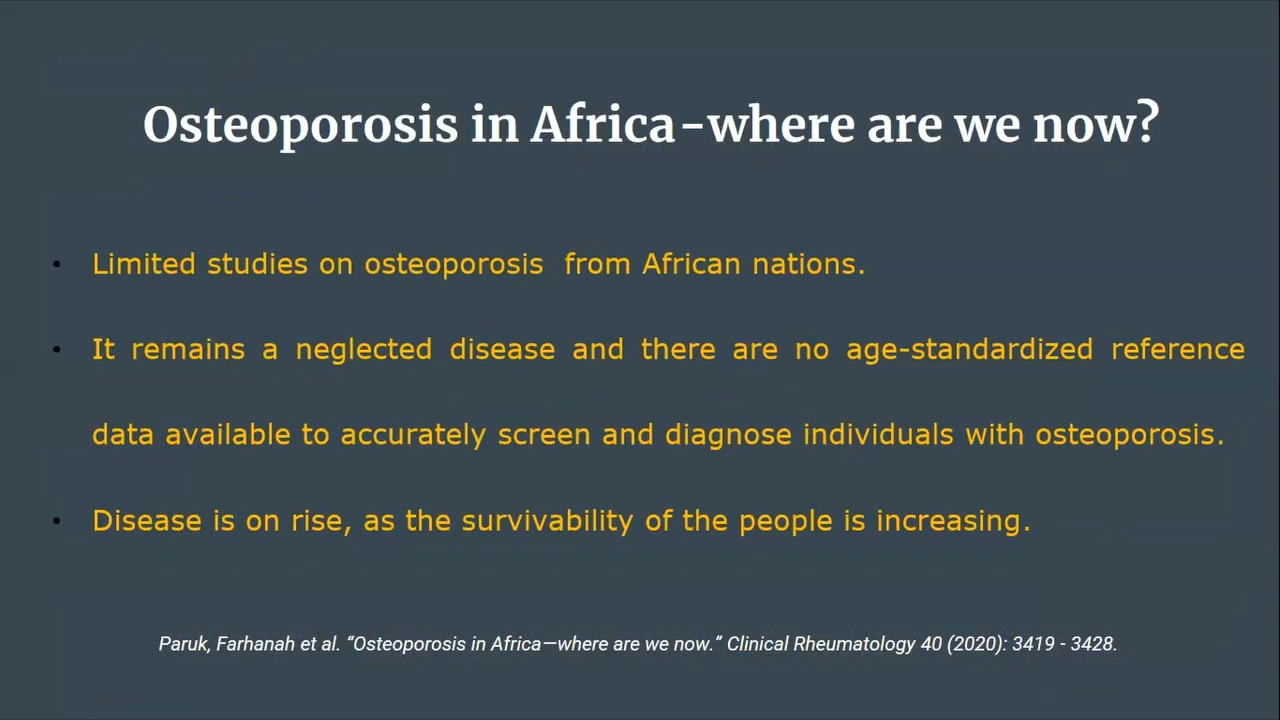 Osteoporosis in Africa–where are we now?
• Limited studies on osteoporosis from African nations.
• It remains a neglected disease and there are no age-standardized reference
data available to accurately screen and diagnose individuals with osteoporosis.
• Disease is on rise, as the survivability of the people is increasing.
Paruk, Farhanah et al. “Osteoporosis in Africa—where are we now.” Clinical Rheumatology 40 (2020): 3419 - 3428.